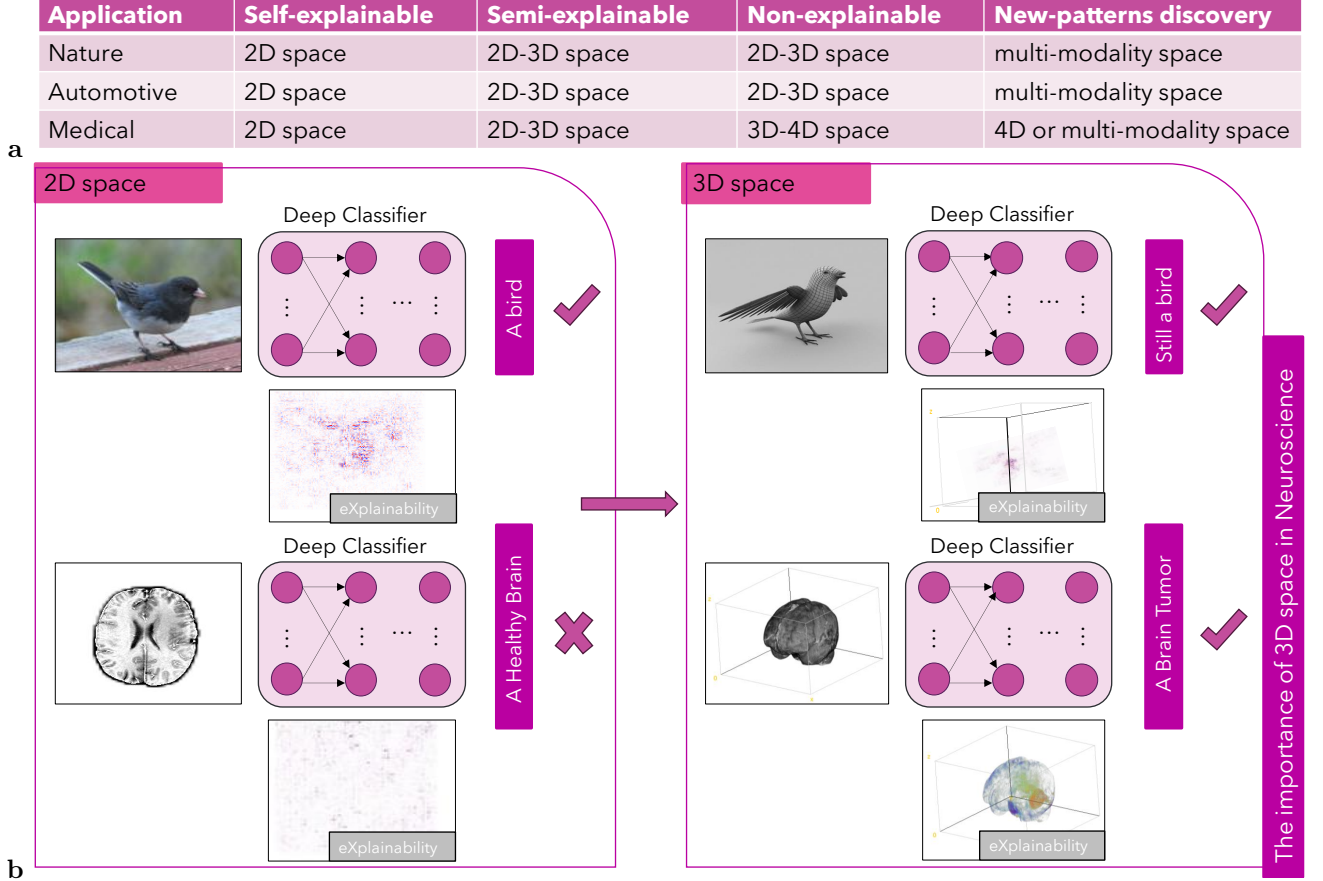 Application Self-explainable Semi-explainable Non-explainable New-patterns discovery
Nature 2D space 2D-3D space 2D-3D space multi-modality space
Automotive 2D space 2D-3D space 2D-3D space multi-modality space
Medical 2D space 2D-3D space 3D-4D space 4D or multi-modality space
a
2D space
Deep Classifier
A bird
eXplainability
Deep Classifier
A Healthy Brain
eXplainability
3D space
Deep Classifier
Still a bird
eXplainability
Deep Classifier
A Brain Tumor
eXplainability
The importance of 3D space in Neuroscience
b